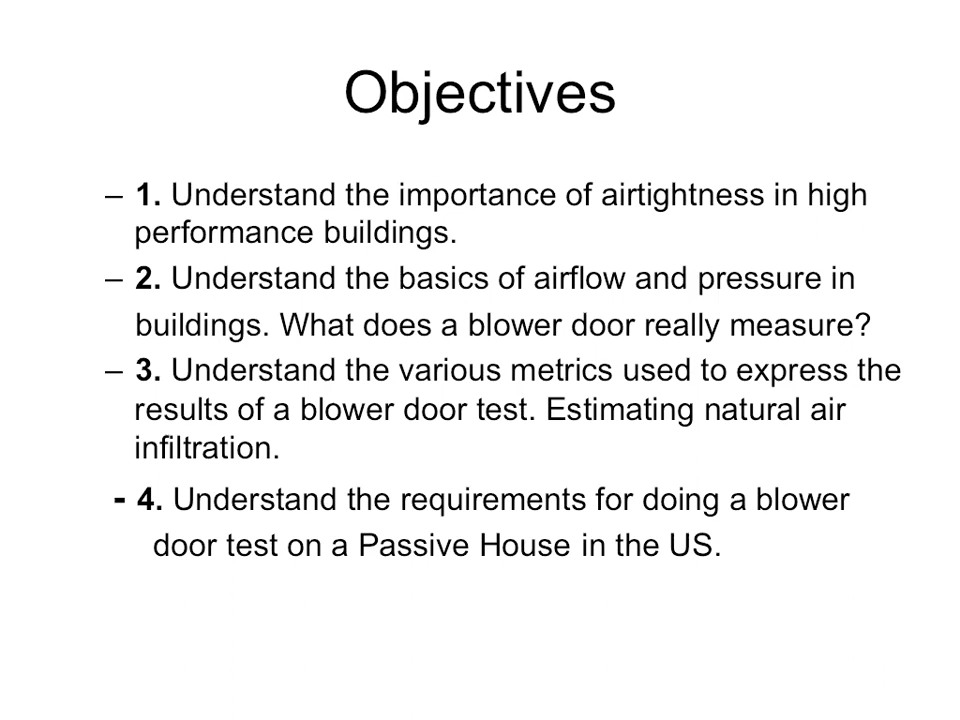 Objectives
– 1. Understand the importance of airtightness in high
performance buildings.
– 2. Understand the basics of airflow and pressure in
buildings. What does a blower door really measure?
– 3. Understand the various metrics used to express the
results of a blower door test. Estimating natural air
infiltration.
- 4. Understand the requirements for doing a blower
door test on a Passive House in the US.